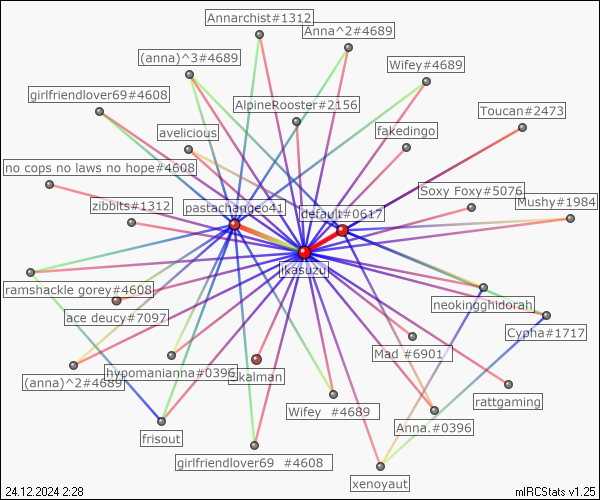 Annarchist#1312
Anna^2#4689
(anna)^3#4689
Wifey#4689
girlfriendlover69#4608
AlpineRooster#2156
Toucan#2473
avelicious
fakedingo
no cops no laws no hope#4608
Soxy Foxy#5076
Mushy#1984
zibbits#1312
pastachangeo41
default#0617
jikasuzu
ramshackle gorey#4608
neokingghidorah
ace deucy#7097
Cypha#1717
Mad #6901
hypomanianna#0396
Skalman
(anna)^2#4689
rattgaming
Wifey #4689
Anna.#0396
frisout
girlfriendlover69 #4608
xenoyaut
24.12.2024 2:28
mIRCStats v1.25